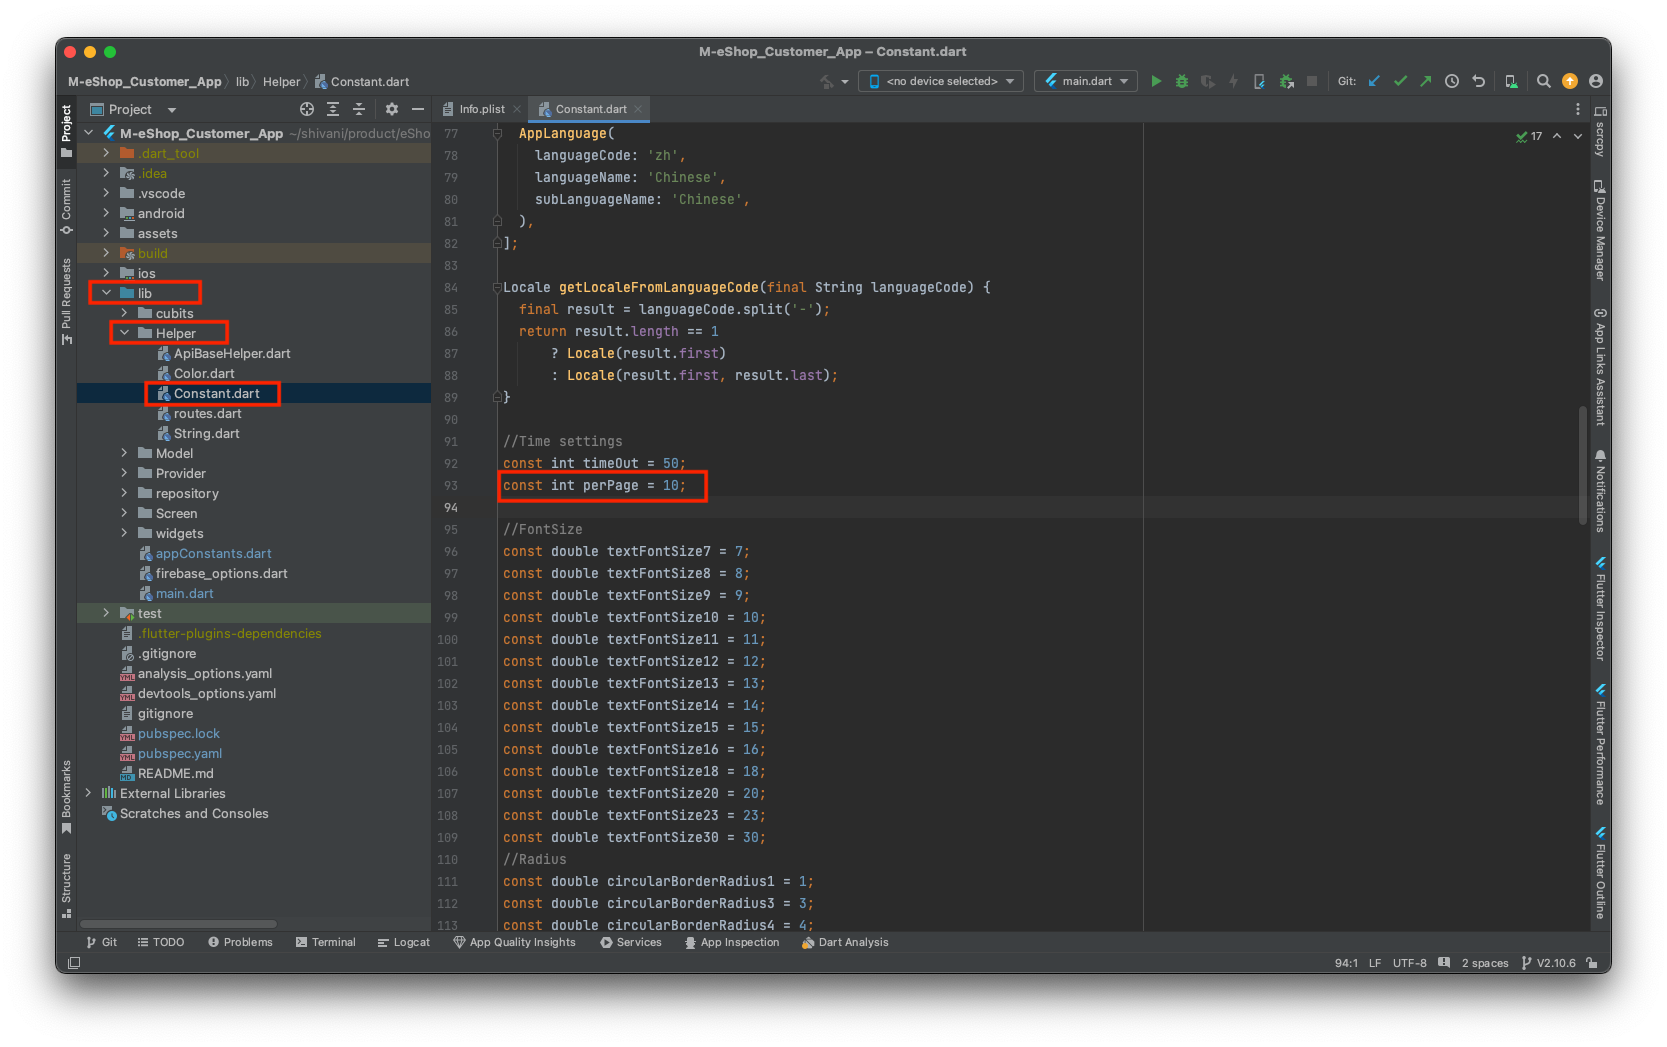 M-eShop_Customer_App – Constant.dart
M-eShop_Customer_App lib Helper Constant.dart
<no device selected> main.dart Git:
Project
Info.plist Constant.dart
M-eShop_Customer_App ~/shivani/product/eSho
.dart_tool
.idea
.vscode
android
assets
build
ios
lib
cubits
Helper
ApiBaseHelper.dart
Color.dart
Constant.dart
routes.dart
String.dart
Model
Provider
repository
Screen
widgets
appConstants.dart
firebase_options.dart
main.dart
test
.flutter-plugins-dependencies
.gitignore
analysis_options.yaml
devtools_options.yaml
gitignore
pubspec.lock
pubspec.yaml
README.md
External Libraries
Scratches and Consoles
Project
Commit
Pull Requests
Bookmarks
Structure
17
77 AppLanguage(
78 languageCode: 'zh',
79 languageName: 'Chinese',
80 subLanguageName: 'Chinese',
81 ),
82 ];
83
84 Locale getLocaleFromLanguageCode(final String languageCode) {
85 final result = languageCode.split('-');
86 return result.length == 1
87 ? Locale(result.first)
88 : Locale(result.first, result.last);
89 }
90
91 //Time settings
92 const int timeOut = 50;
93 const int perPage = 10;
94
95 //FontSize
96 const double textFontSize7 = 7;
97 const double textFontSize8 = 8;
98 const double textFontSize9 = 9;
99 const double textFontSize10 = 10;
100 const double textFontSize11 = 11;
101 const double textFontSize12 = 12;
102 const double textFontSize13 = 13;
103 const double textFontSize14 = 14;
104 const double textFontSize15 = 15;
105 const double textFontSize16 = 16;
106 const double textFontSize18 = 18;
107 const double textFontSize20 = 20;
108 const double textFontSize23 = 23;
109 const double textFontSize30 = 30;
110 //Radius
111 const double circularBorderRadius1 = 1;
112 const double circularBorderRadius3 = 3;
113 const double circularBorderRadius4 = 4;
scrcpy
Device Manager
App Links Assistant
Notifications
Flutter Inspector
Flutter Performance
Flutter Outline
Git TODO Problems Terminal Logcat App Quality Insights Services App Inspection Dart Analysis
94:1 LF UTF-8 2 spaces V2.10.6